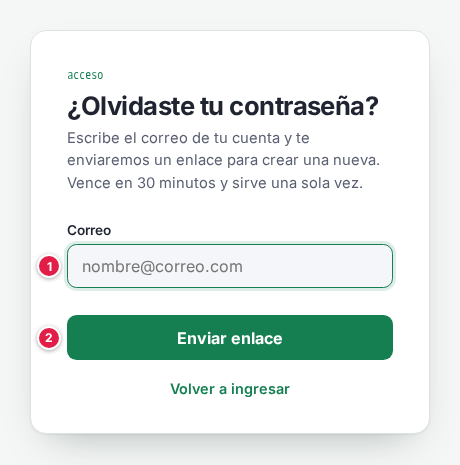 acceso
¿Olvidaste tu contraseña?
Escribe el correo de tu cuenta y te
enviaremos un enlace para crear una nueva.
Vence en 30 minutos y sirve una sola vez.
Correo
1
nombre@correo.com
2
Enviar enlace
Volver a ingresar